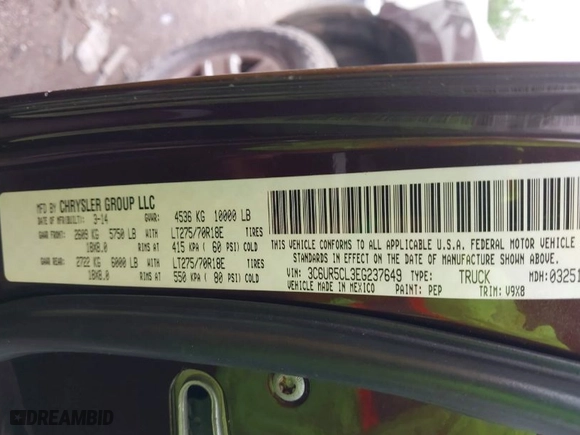 MFD BY CHRYSLER GROUP LLC
DATE OF MFR/BUILT: 3-14 GVWR: 4536 KG 10000 LB
GAWR FRONT: 2609 KG 5750 LB WITH LT275/70R18E TIRES
18X8.0 RIMS AT 415 KPA ( 60 PSI) COLD
GAWR REAR: 2722 KG 6000 LB WITH LT275/70R18E TIRES
18X8.0 RIMS AT 550 KPA ( 80 PSI) COLD
THIS VEHICLE CONFORMS TO ALL APPLICABLE U.S.A. FEDERAL MOTOR VEHICLE
STANDARDS IN EFFECT ON THE DATE OF MANUFACTURE SHOWN ABOVE.
VIN: 3C6UR5CL3EG237649 TYPE: TRUCK MDH: 03251
VEHICLE MADE IN MEXICO PAINT: PEP TRIM: V9X8
DREAMBID